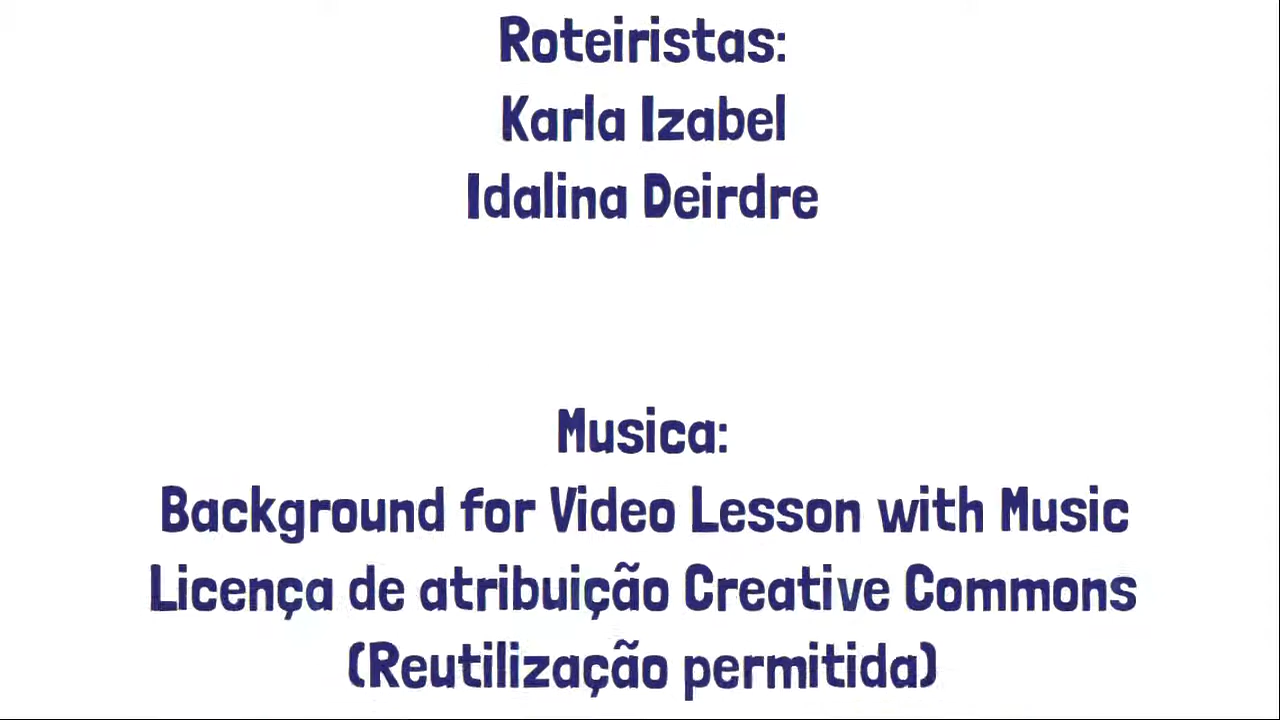 Roteiristas:
Karla Izabel
Idalina Deirdre
Musica:
Background for Video Lesson with Music
Licença de atribuição Creative Commons
(Reutilização permitida)